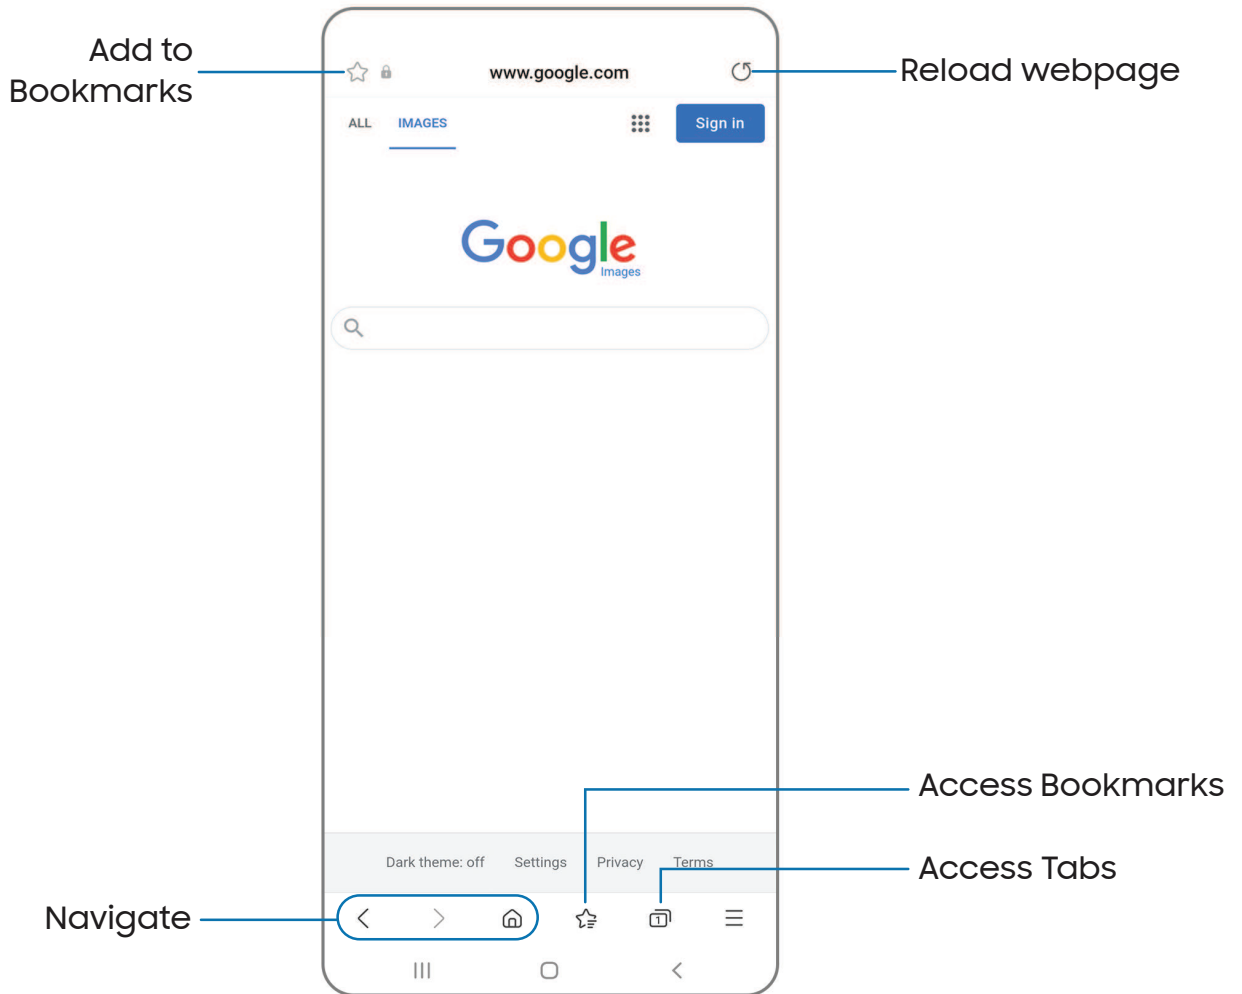 Add to
Bookmarks
www.google.com
Reload webpage
ALL IMAGES
Sign in
Google
Images
Access Bookmarks
Dark theme: off Settings Privacy Terms
Access Tabs
Navigate
1